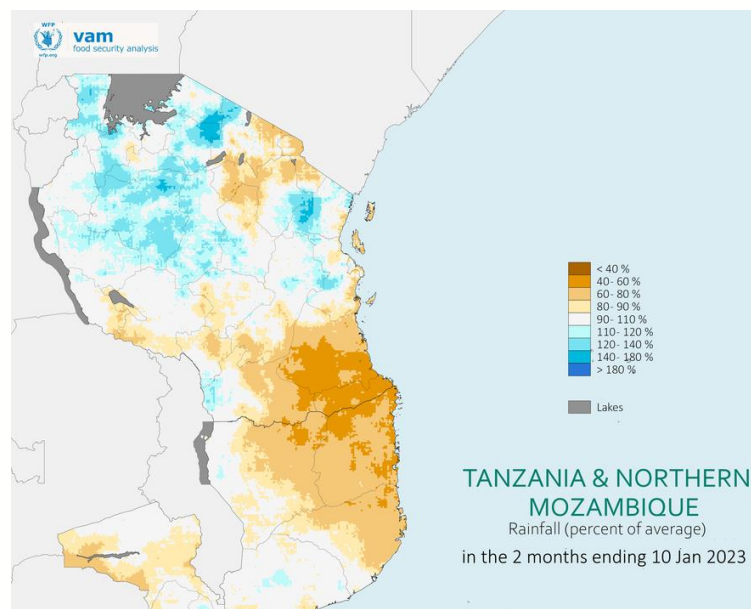 WFP
wfp.org
vam
food security analysis
< 40 %
40- 60 %
60 - 80 %
80 - 90 %
90 - 110 %
110 - 120 %
120 - 140 %
140 - 180 %
> 180 %
Lakes
TANZANIA & NORTHERN
MOZAMBIQUE
Rainfall (percent of average)
in the 2 months ending 10 Jan 2023